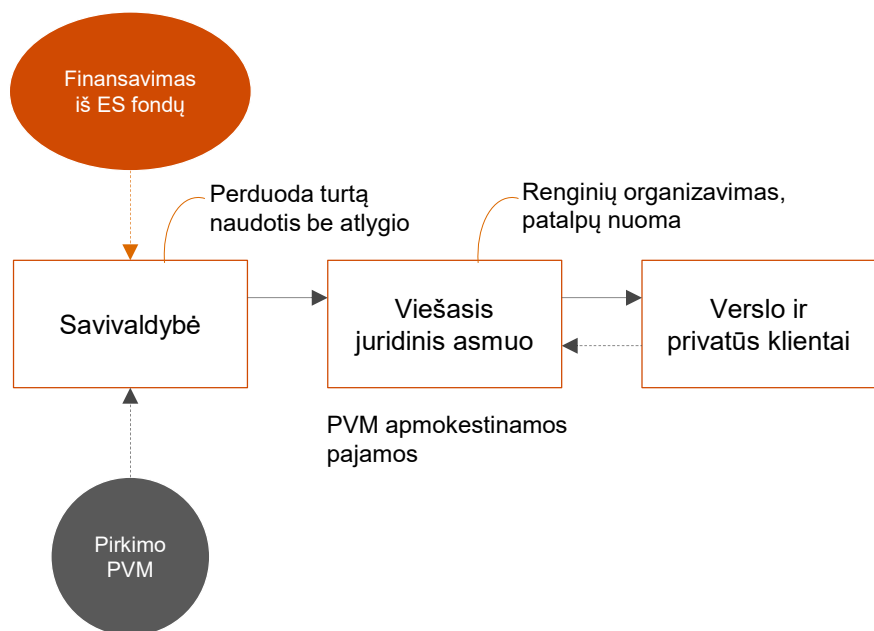 Finansavimas
iš ES fondų
Perduoda turtą
naudotis be atlygio
Renginių organizavimas,
patalpų nuoma
Savivaldybė
Viešasis
juridinis asmuo
Verslo ir
privatūs klientai
PVM apmokestinamos
pajamos
Pirkimo
PVM